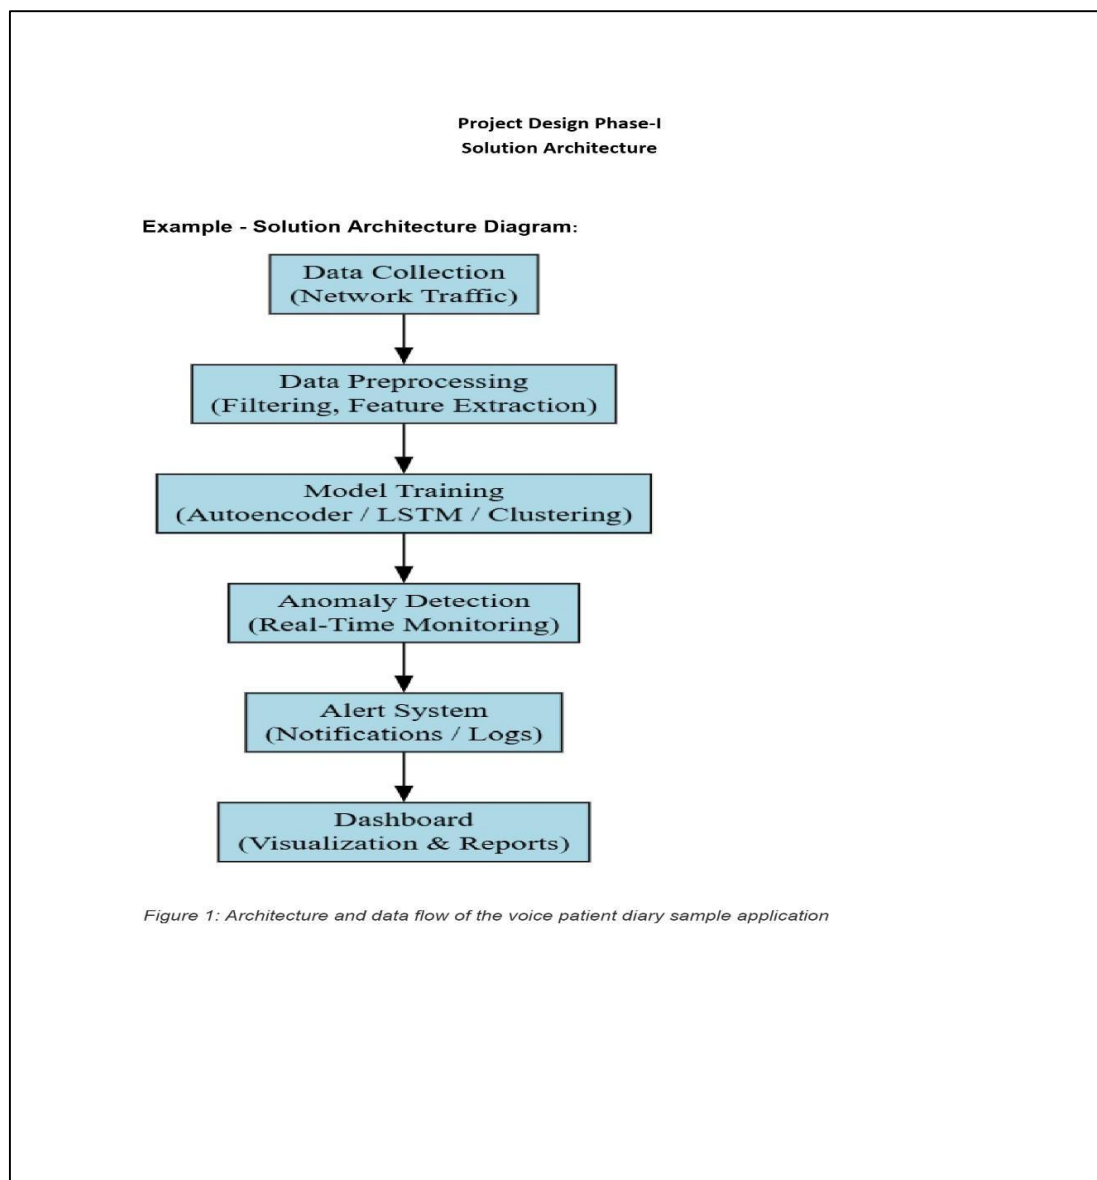 Project Design Phase-I
Solution Architecture
Example - Solution Architecture Diagram:
Data Collection
(Network Traffic)
Data Preprocessing
(Filtering, Feature Extraction)
Model Training
(Autoencoder / LSTM / Clustering)
Anomaly Detection
(Real-Time Monitoring)
Alert System
(Notifications / Logs)
Dashboard
(Visualization & Reports)
Figure 1: Architecture and data flow of the voice patient diary sample application